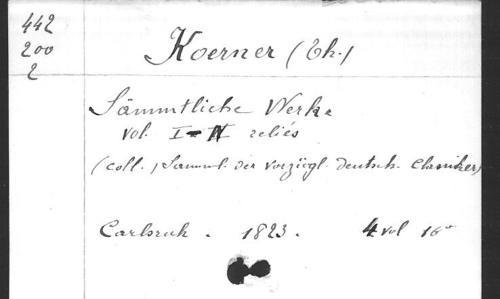 442
200
2
Koerner (Th.)
Sämmtliche Werke
vol. I-IV reliés
(coll.) Samml. der vorzügl. deutsch. Classiker)
Carlsruh. 1823. 4 vol 16°